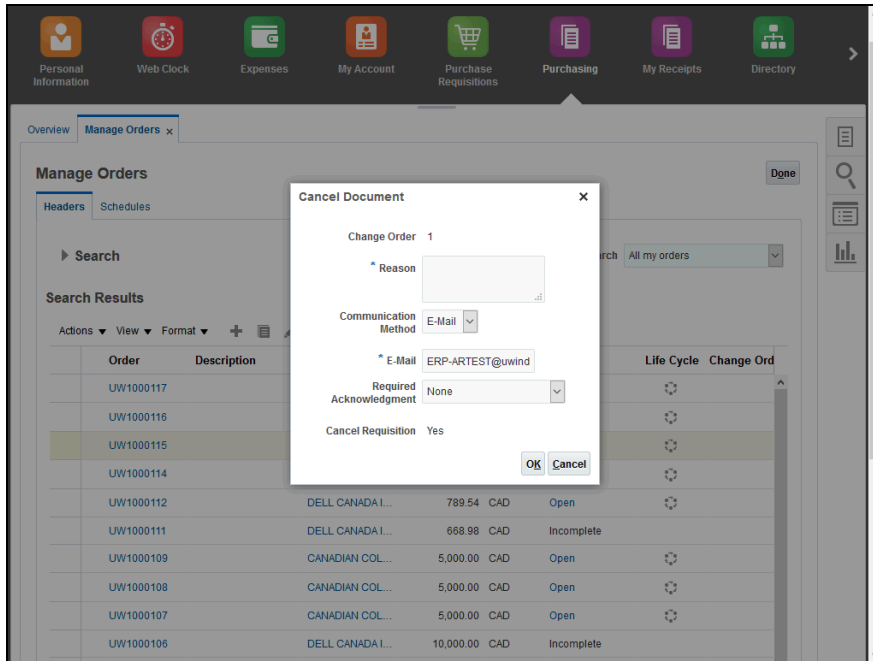 Personal Information
Web Clock
Expenses
My Account
Purchase Requisitions
Purchasing
My Receipts
Directory
Overview
Manage Orders x
Manage Orders
Done
Headers Schedules
Cancel Document
Change Order 1
* Reason
Communication Method E-Mail
* E-Mail ERP-ARTEST@uwind
Required Acknowledgment None
Cancel Requisition Yes
OK Cancel
Search
rch All my orders
Search Results
Actions View Format
Order Description Life Cycle Change Ord
UW1000117
UW1000116
UW1000115
UW1000114
UW1000112 DELL CANADA I... 789.54 CAD Open
UW1000111 DELL CANADA I... 668.98 CAD Incomplete
UW1000109 CANADIAN COL... 5,000.00 CAD Open
UW1000108 CANADIAN COL... 5,000.00 CAD Open
UW1000107 CANADIAN COL... 5,000.00 CAD Open
UW1000106 DELL CANADA I... 10,000.00 CAD Incomplete